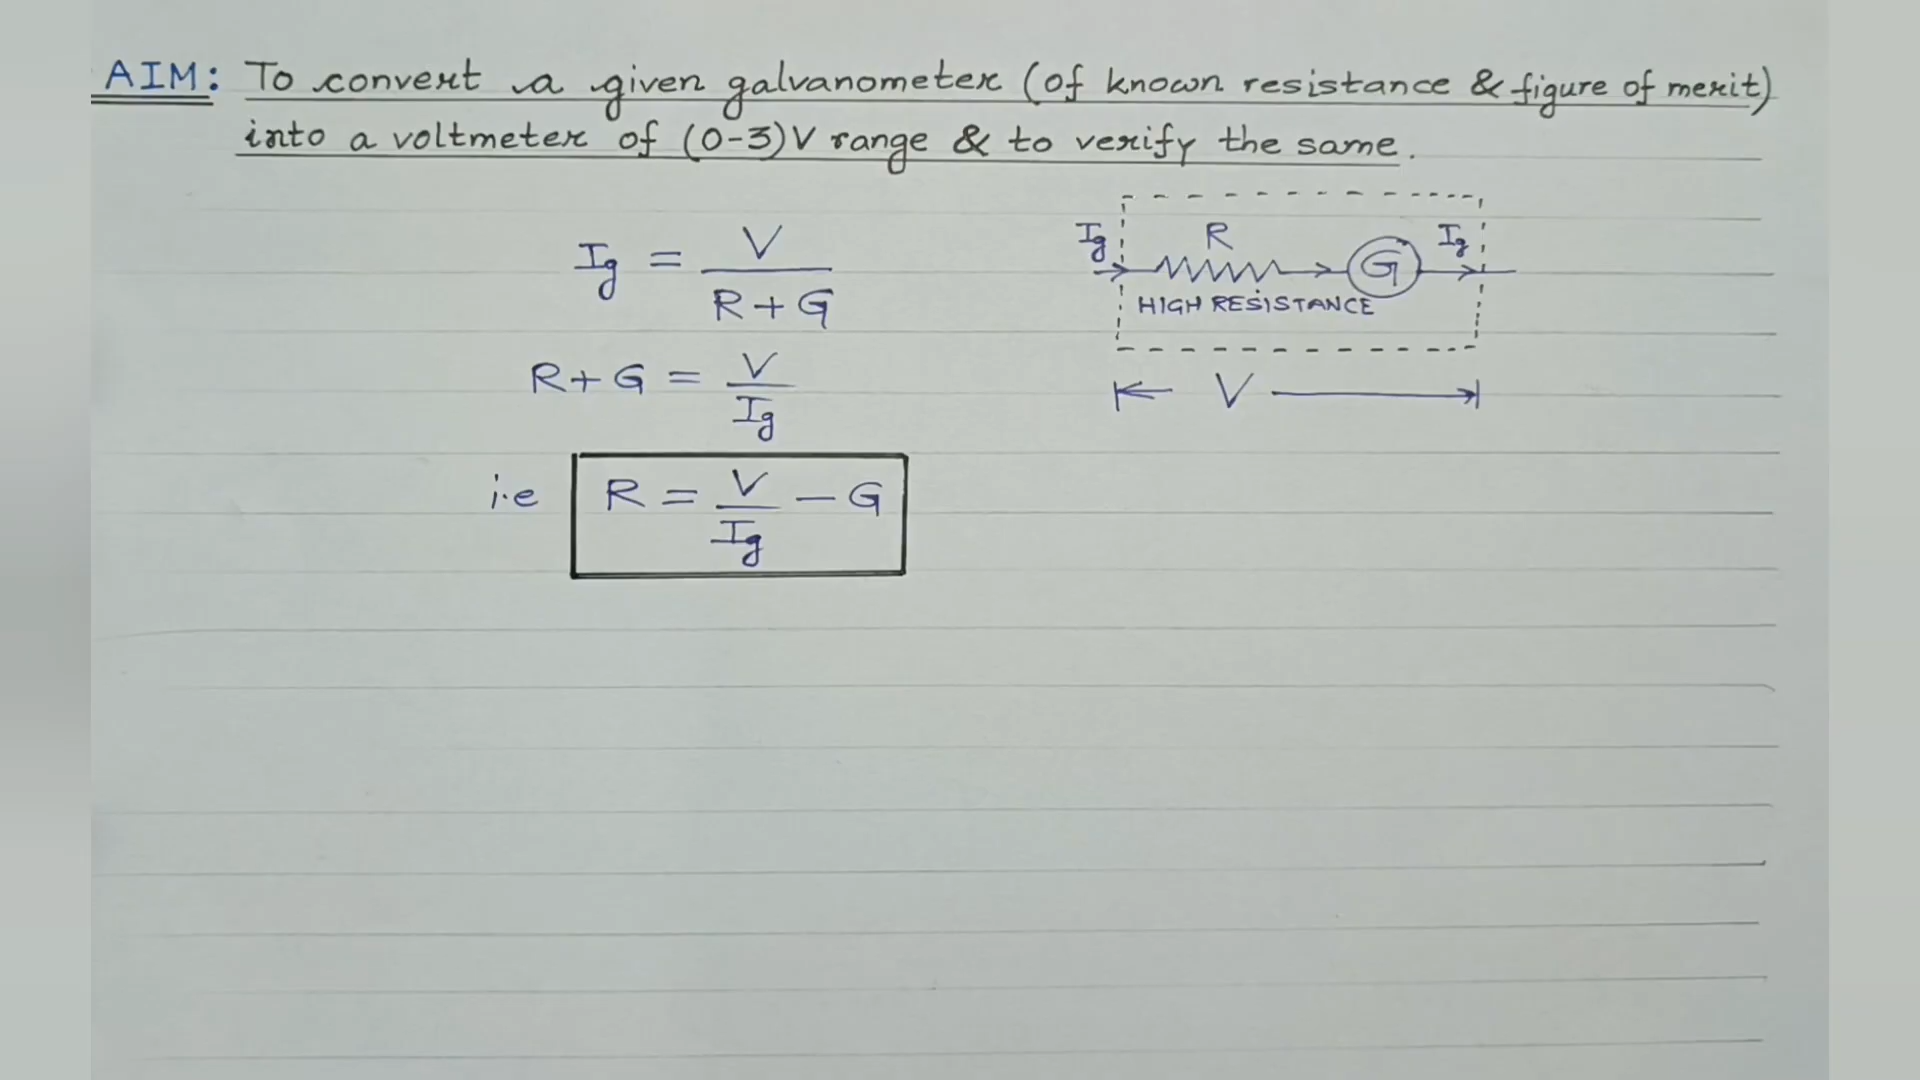 AIM: To convert a given galvanometer (of known resistance & figure of merit)
into a voltmeter of (0-3)V range & to verify the same.
Ig = V / R+G
R+G = V / Ig
i.e R = V / Ig - G
Ig R G Ig
HIGH RESISTANCE
V